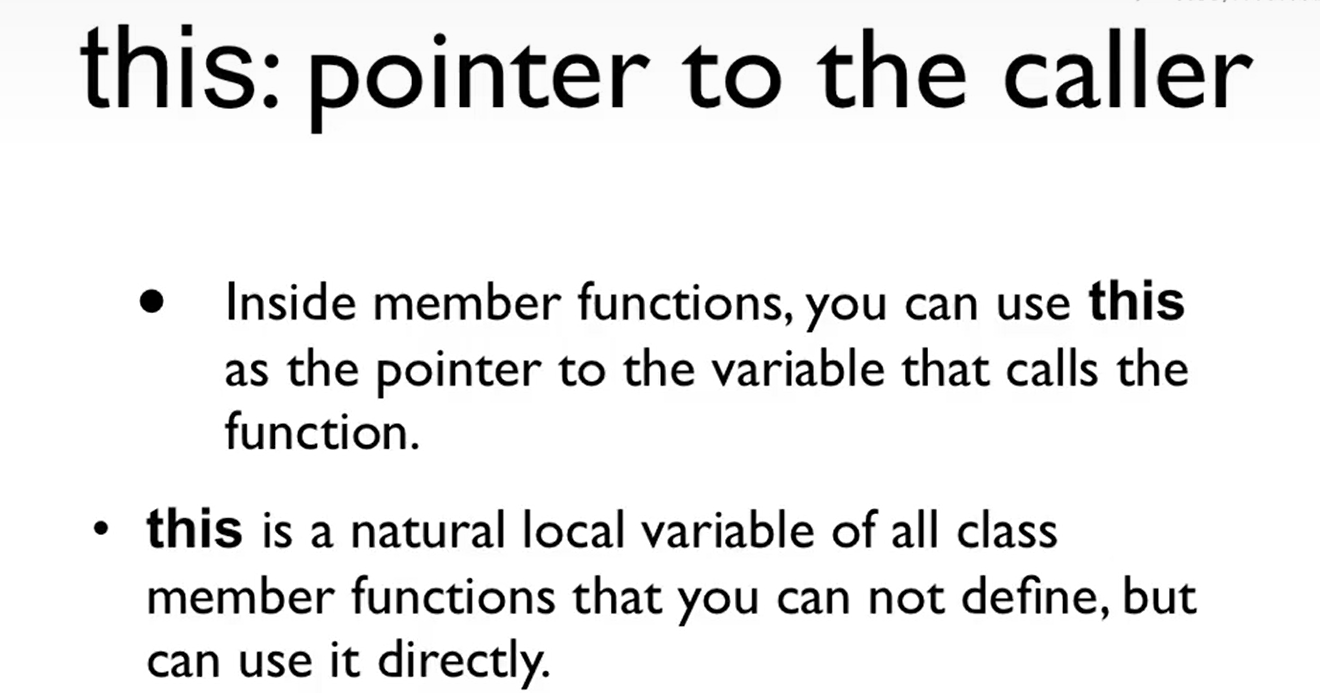 this: pointer to the caller
● Inside member functions, you can use this
as the pointer to the variable that calls the
function.
• this is a natural local variable of all class
member functions that you can not define, but
can use it directly.